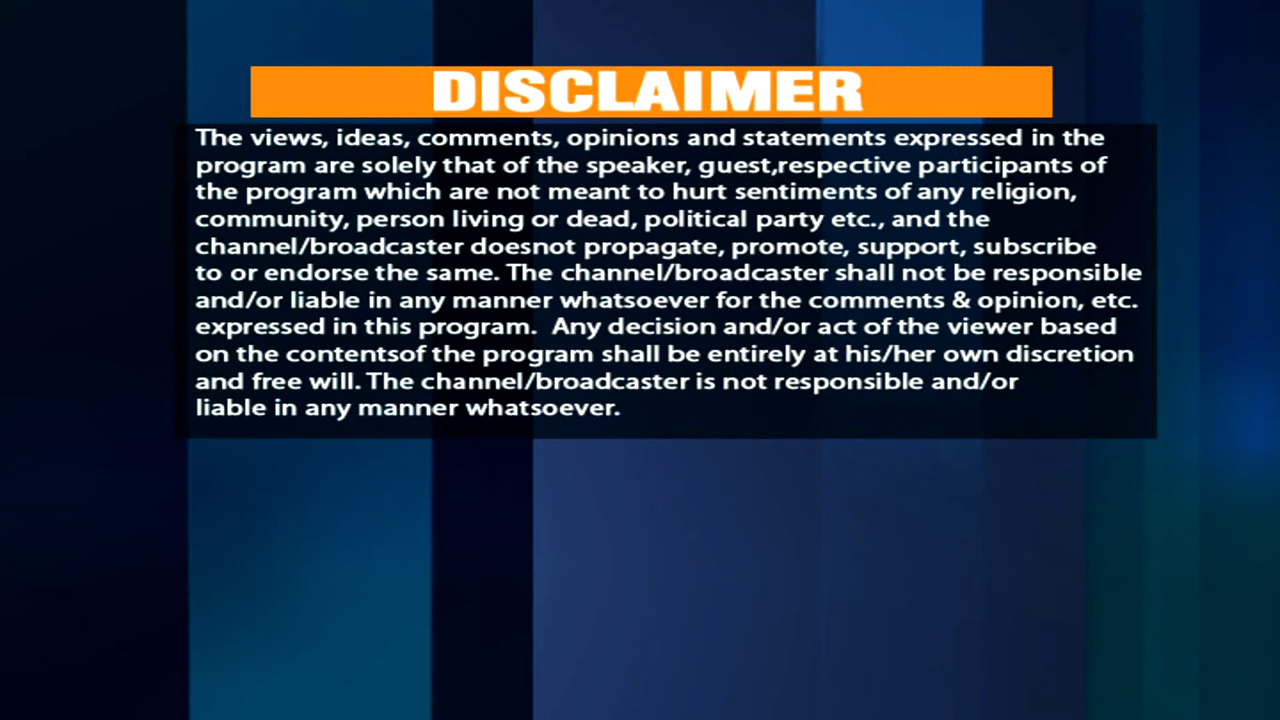 DISCLAIMER
The views, ideas, comments, opinions and statements expressed in the
program are solely that of the speaker, guest,respective participants of
the program which are not meant to hurt sentiments of any religion,
community, person living or dead, political party etc., and the
channel/broadcaster doesnot propagate, promote, support, subscribe
to or endorse the same. The channel/broadcaster shall not be responsible
and/or liable in any manner whatsoever for the comments & opinion, etc.
expressed in this program.  Any decision and/or act of the viewer based
on the contentsof the program shall be entirely at his/her own discretion
and free will. The channel/broadcaster is not responsible and/or
liable in any manner whatsoever.